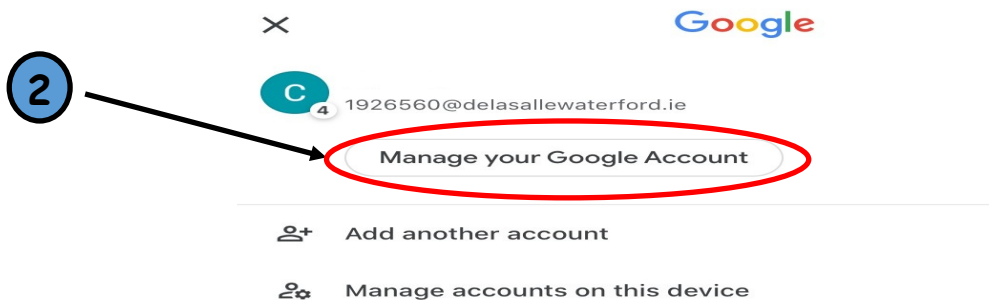 Google
2
C
4
1926560@delasallewaterford.ie
Manage your Google Account
Add another account
Manage accounts on this device